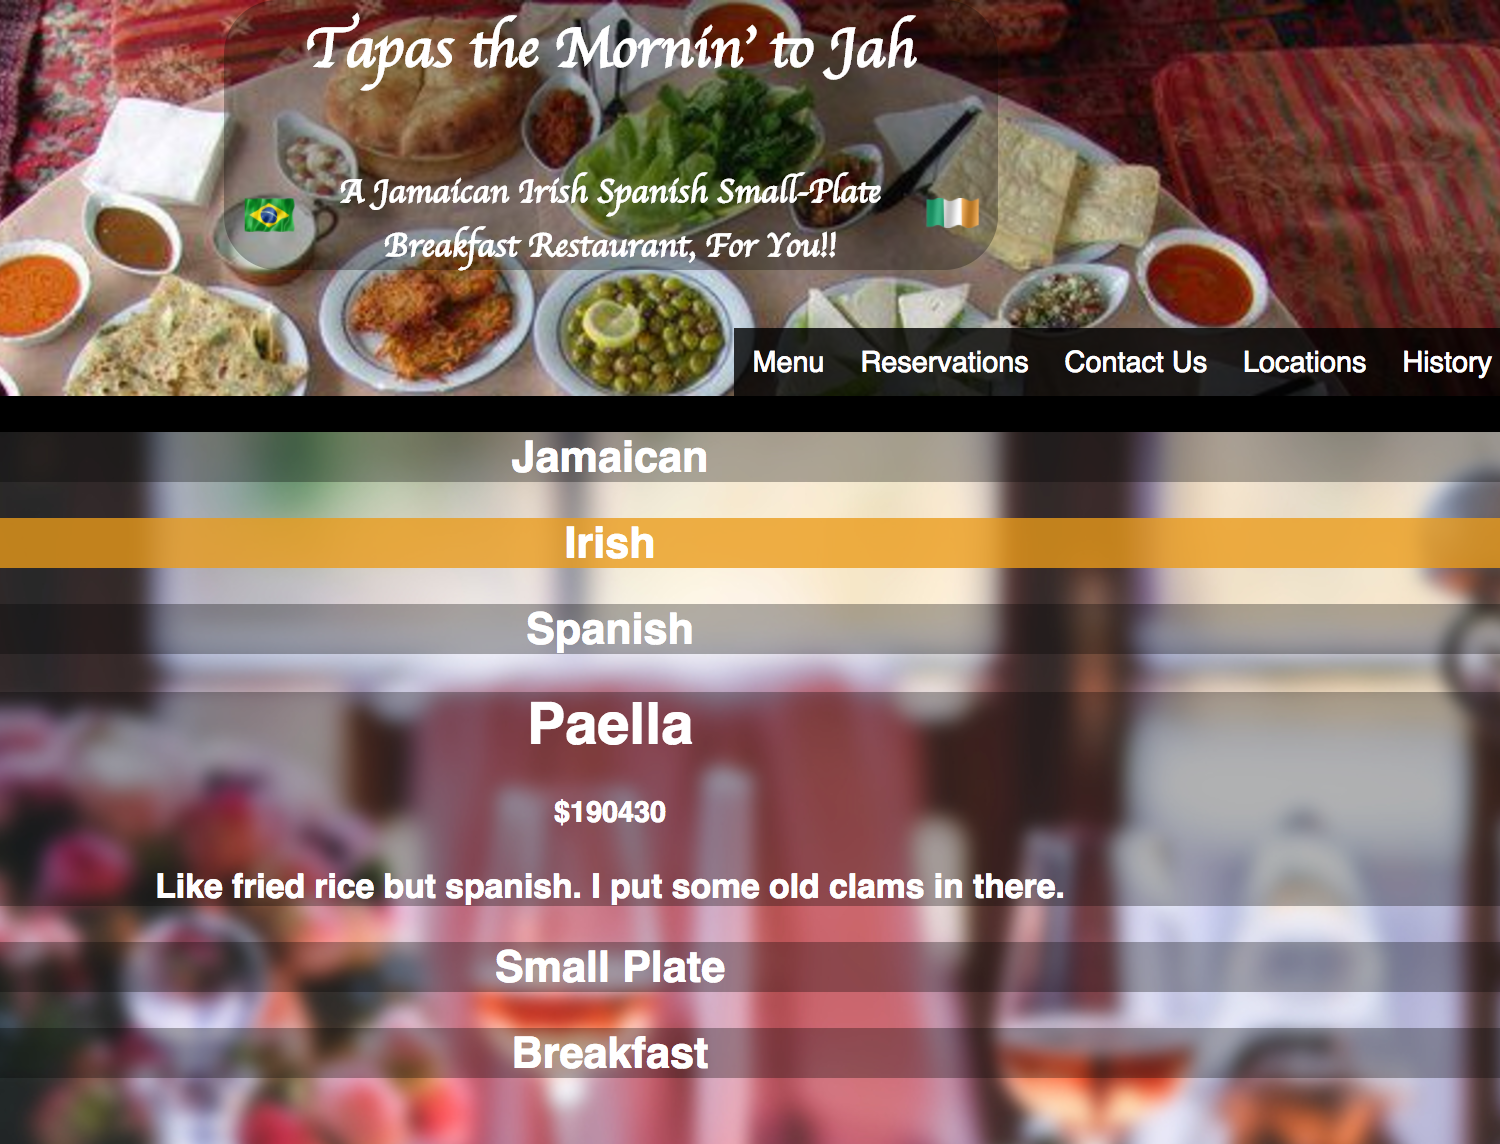 Tapas the Mornin' to Jah
A Jamaican Irish Spanish Small-Plate
Breakfast Restaurant, For You!!
Menu Reservations Contact Us Locations History
Jamaican
Irish
Spanish
Paella
$190430
Like fried rice but spanish. I put some old clams in there.
Small Plate
Breakfast